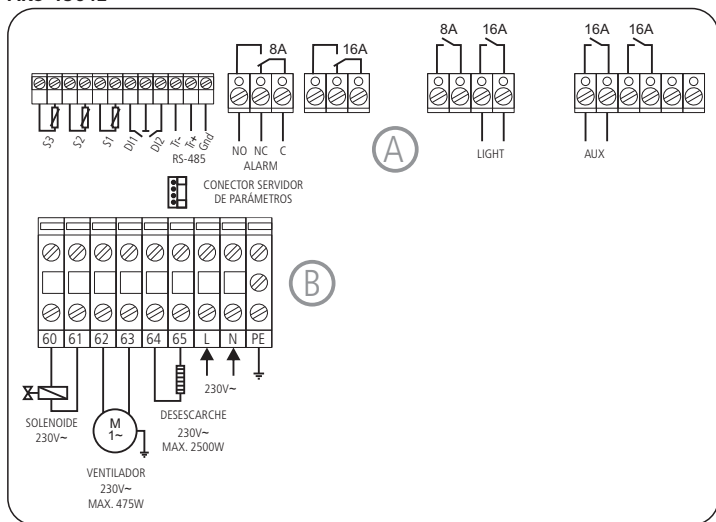 8A
16A
8A
16A
16A
16A
S3
S2
S1
DI1
DI2
Tr-
Tr+
Gnd
RS-485
NO
NC
C
ALARM
LIGHT
AUX
A
CONECTOR SERVIDOR
DE PARÁMETROS
B
60
61
62
63
64
65
L
N
PE
230V~
SOLENOIDE
230V~
M
1~
DESESCARCHE
230V~
MAX. 2500W
VENTILADOR
230V~
MAX. 475W